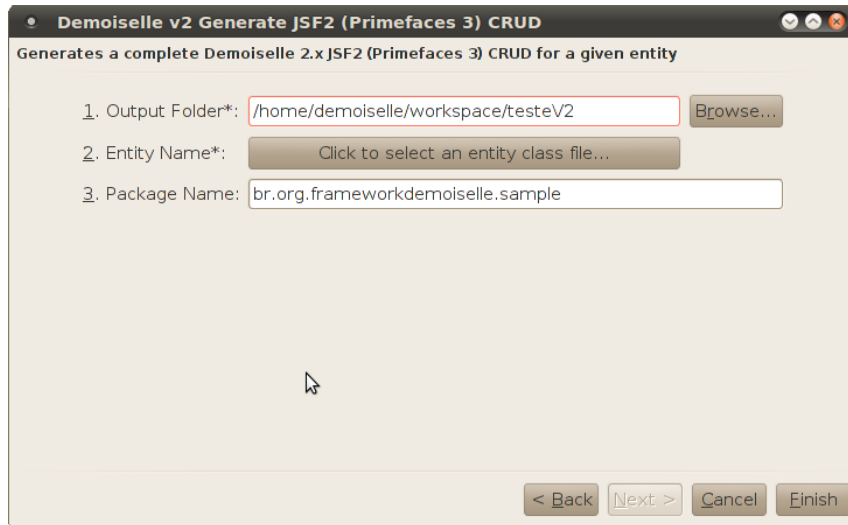 Demoiselle v2 Generate JSF2 (Primefaces 3) CRUD
Generates a complete Demoiselle 2.x JSF2 (Primefaces 3) CRUD for a given entity
1. Output Folder*: /home/demoiselle/workspace/testeV2 Browse...
2. Entity Name*: Click to select an entity class file...
3. Package Name: br.org.frameworkdemoiselle.sample
< Back Next > Cancel Finish